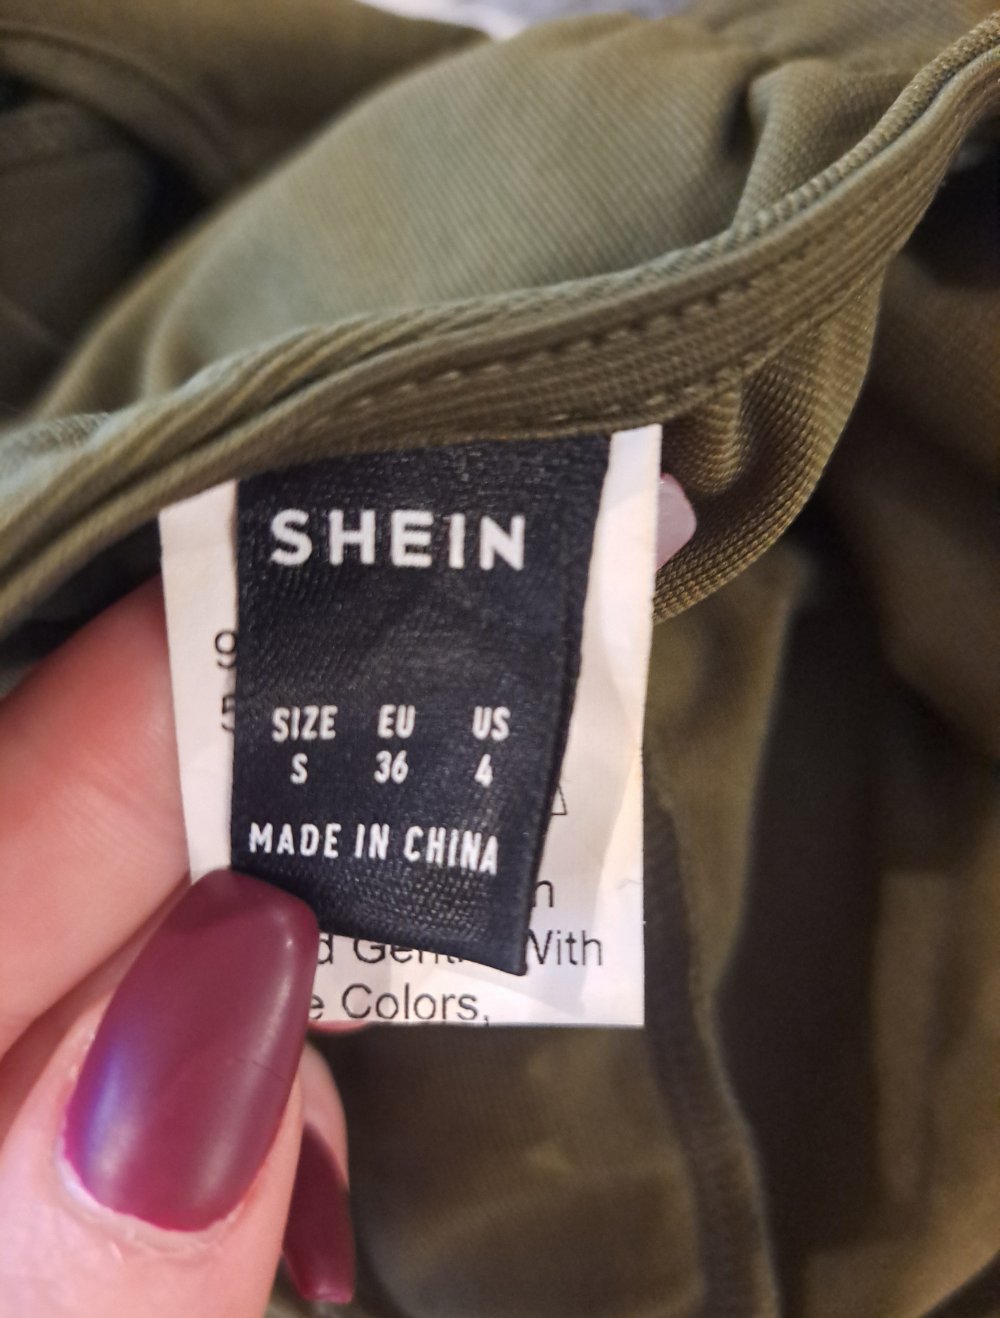 SHEIN
SIZE EU US
S 36 4
MADE IN CHINA
With
Colors,